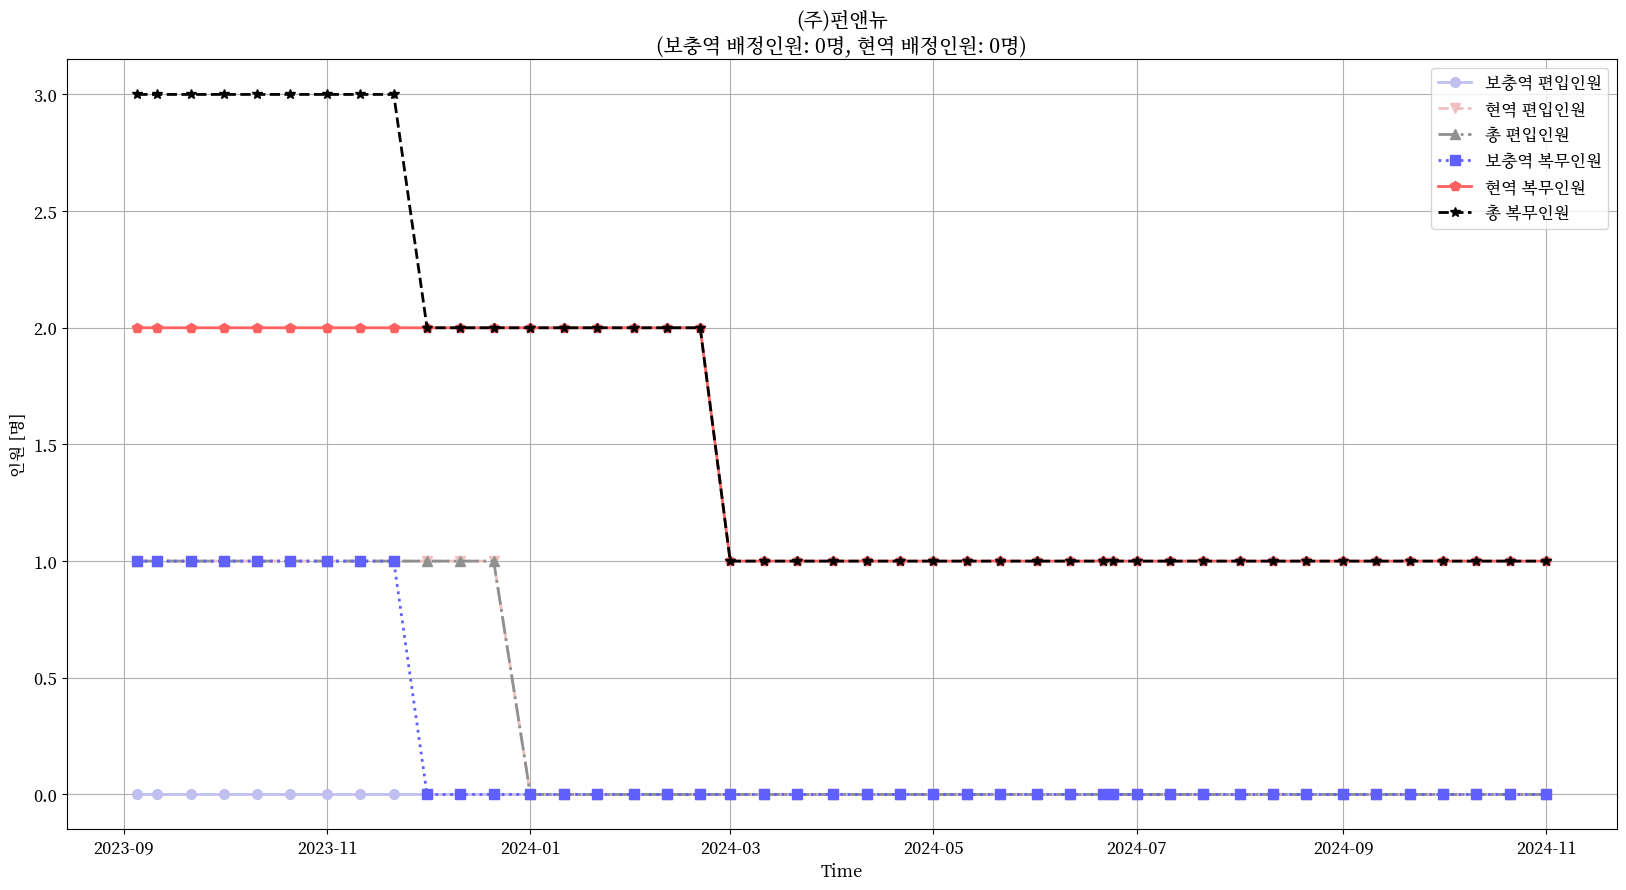 (주)펀앤뉴
(보충역 배정인원: 0명, 현역 배정인원: 0명)
보충역 편입인원
현역 편입인원
총 편입인원
보충역 복무인원
현역 복무인원
총 복무인원
인원 [명]
3.0
2.5
2.0
1.5
1.0
0.5
0.0
2023-09
2023-11
2024-01
2024-03
2024-05
2024-07
2024-09
2024-11
Time